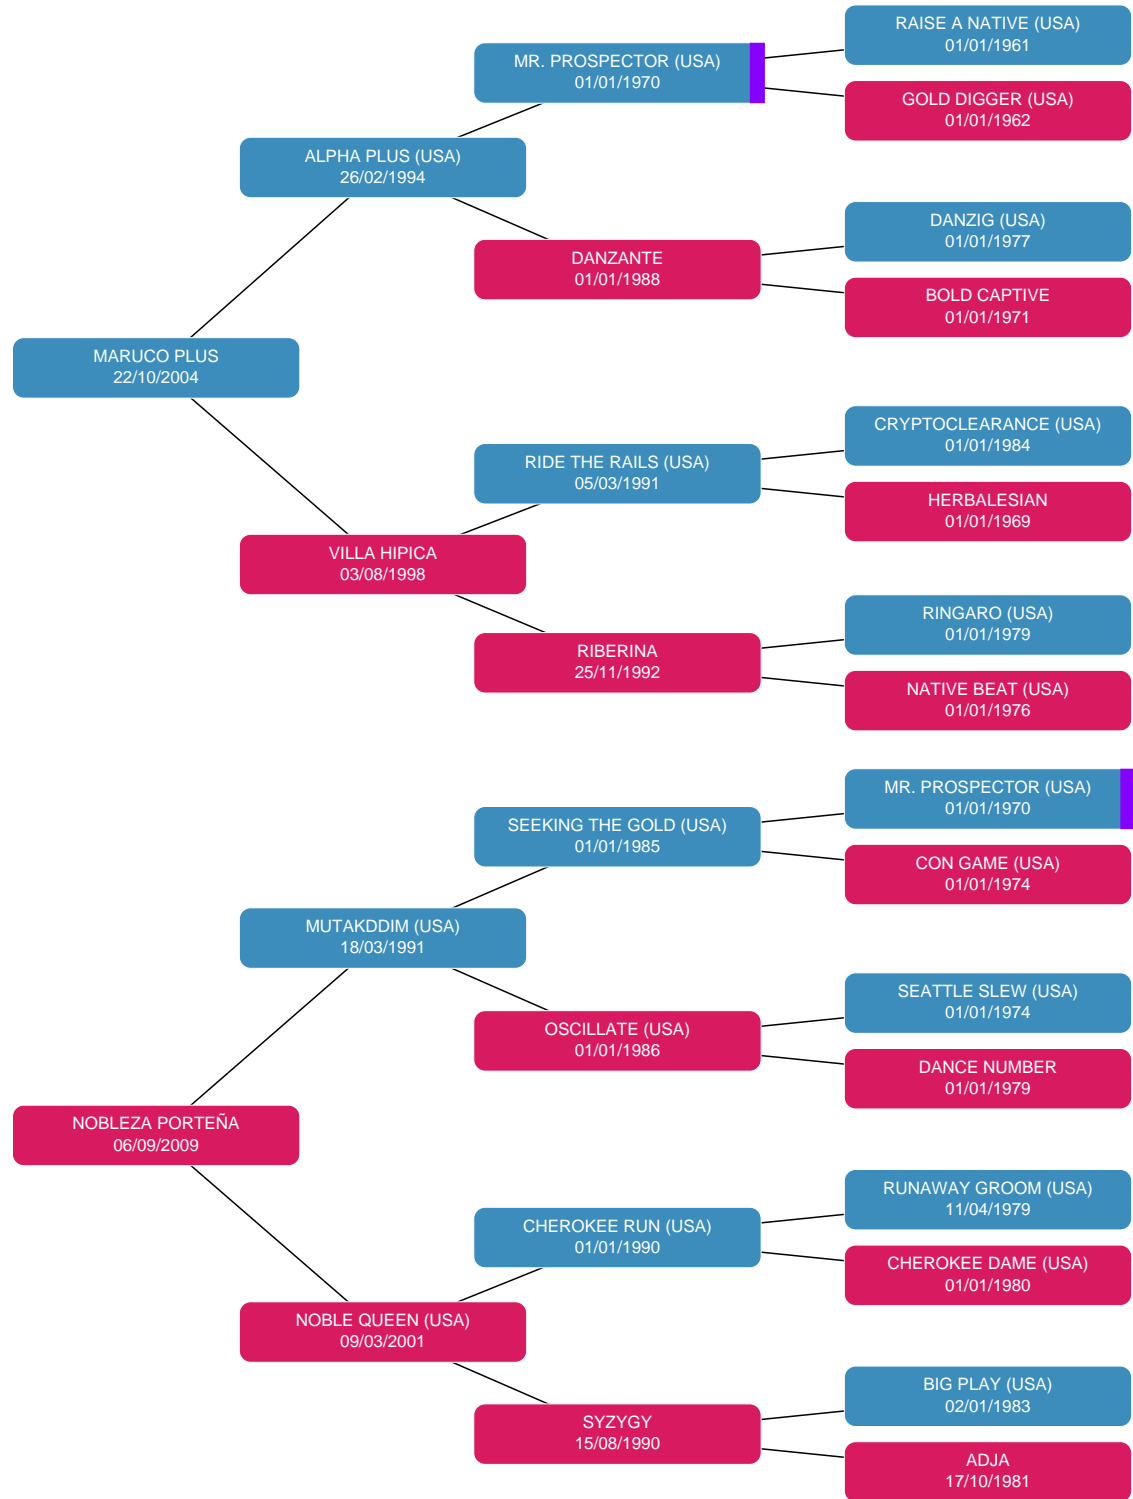 RAISE A NATIVE (USA)
01/01/1961
MR. PROSPECTOR (USA)
01/01/1970
GOLD DIGGER (USA)
01/01/1962
ALPHA PLUS (USA)
26/02/1994
DANZIG (USA)
01/01/1977
DANZANTE
01/01/1988
BOLD CAPTIVE
01/01/1971
MARUCO PLUS
22/10/2004
CRYPTOCLEARANCE (USA)
01/01/1984
RIDE THE RAILS (USA)
05/03/1991
HERBALESIAN
01/01/1969
VILLA HIPICA
03/08/1998
RINGARO (USA)
01/01/1979
RIBERINA
25/11/1992
NATIVE BEAT (USA)
01/01/1976
MR. PROSPECTOR (USA)
01/01/1970
SEEKING THE GOLD (USA)
01/01/1985
CON GAME (USA)
01/01/1974
MUTAKDDIM (USA)
18/03/1991
SEATTLE SLEW (USA)
01/01/1974
OSCILLATE (USA)
01/01/1986
DANCE NUMBER
01/01/1979
NOBLEZA PORTEÑA
06/09/2009
RUNAWAY GROOM (USA)
11/04/1979
CHEROKEE RUN (USA)
01/01/1990
CHEROKEE DAME (USA)
01/01/1980
NOBLE QUEEN (USA)
09/03/2001
BIG PLAY (USA)
02/01/1983
SYZYGY
15/08/1990
ADJA
17/10/1981